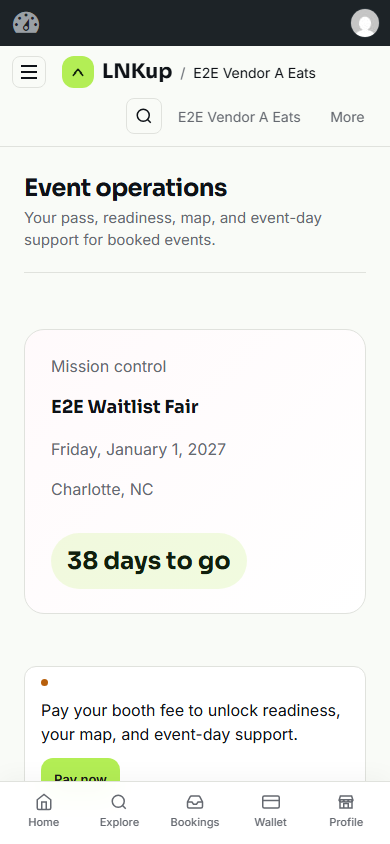 LNKup / E2E Vendor A Eats
E2E Vendor A Eats More
Event operations
Your pass, readiness, map, and event-day
support for booked events.
Mission control
E2E Waitlist Fair
Friday, January 1, 2027
Charlotte, NC
38 days to go
Pay your booth fee to unlock readiness,
your map, and event-day support.
Pay now
Home Explore Bookings Wallet Profile